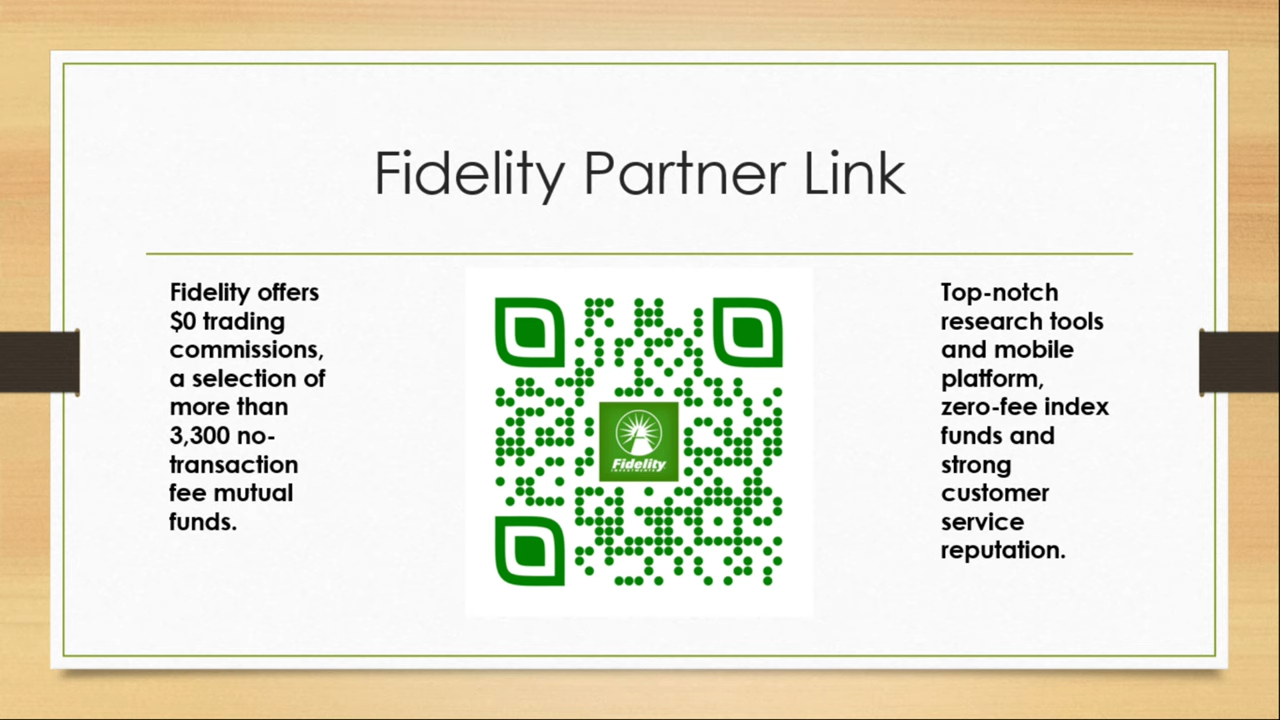 Fidelity Partner Link
Fidelity offers
$0 trading
commissions,
a selection of
more than
3,300 no-
transaction
fee mutual
funds.
Fidelity
INVESTMENTS
Top-notch
research tools
and mobile
platform,
zero-fee index
funds and
strong
customer
service
reputation.